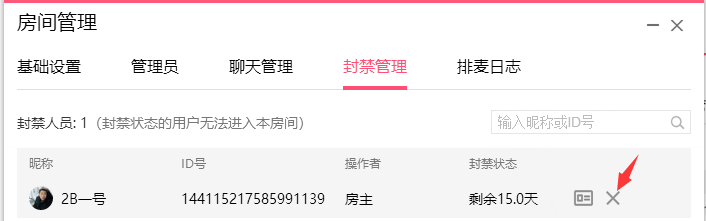 房间管理
基础设置 管理员 聊天管理 封禁管理 排麦日志
封禁人员: 1（封禁状态的用户无法进入本房间） 输入昵称或ID号
昵称 ID号 操作者 封禁状态
2B一号 144115217585991139 房主 剩余15.0天